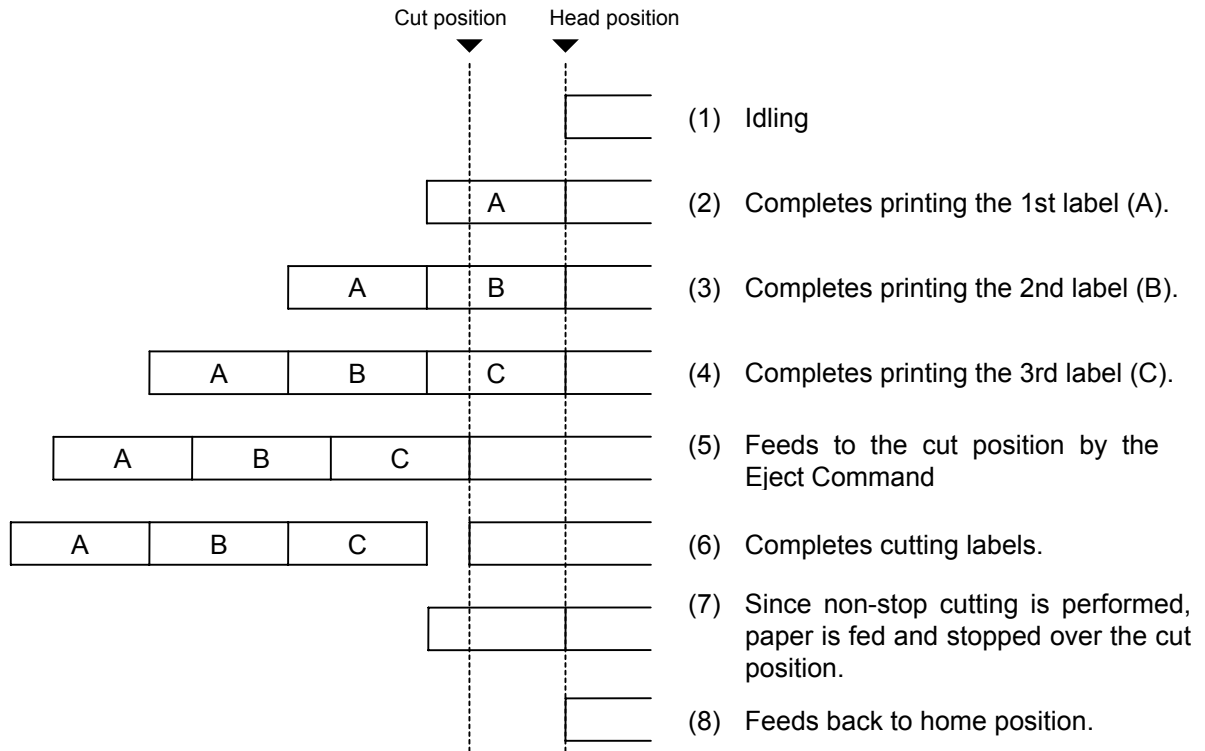 Cut position Head position
(1) Idling
A (2) Completes printing the 1st label (A).
A B (3) Completes printing the 2nd label (B).
A B C (4) Completes printing the 3rd label (C).
A B C (5) Feeds to the cut position by the
Eject Command
A B C (6) Completes cutting labels.
(7) Since non-stop cutting is performed,
paper is fed and stopped over the cut
position.
(8) Feeds back to home position.